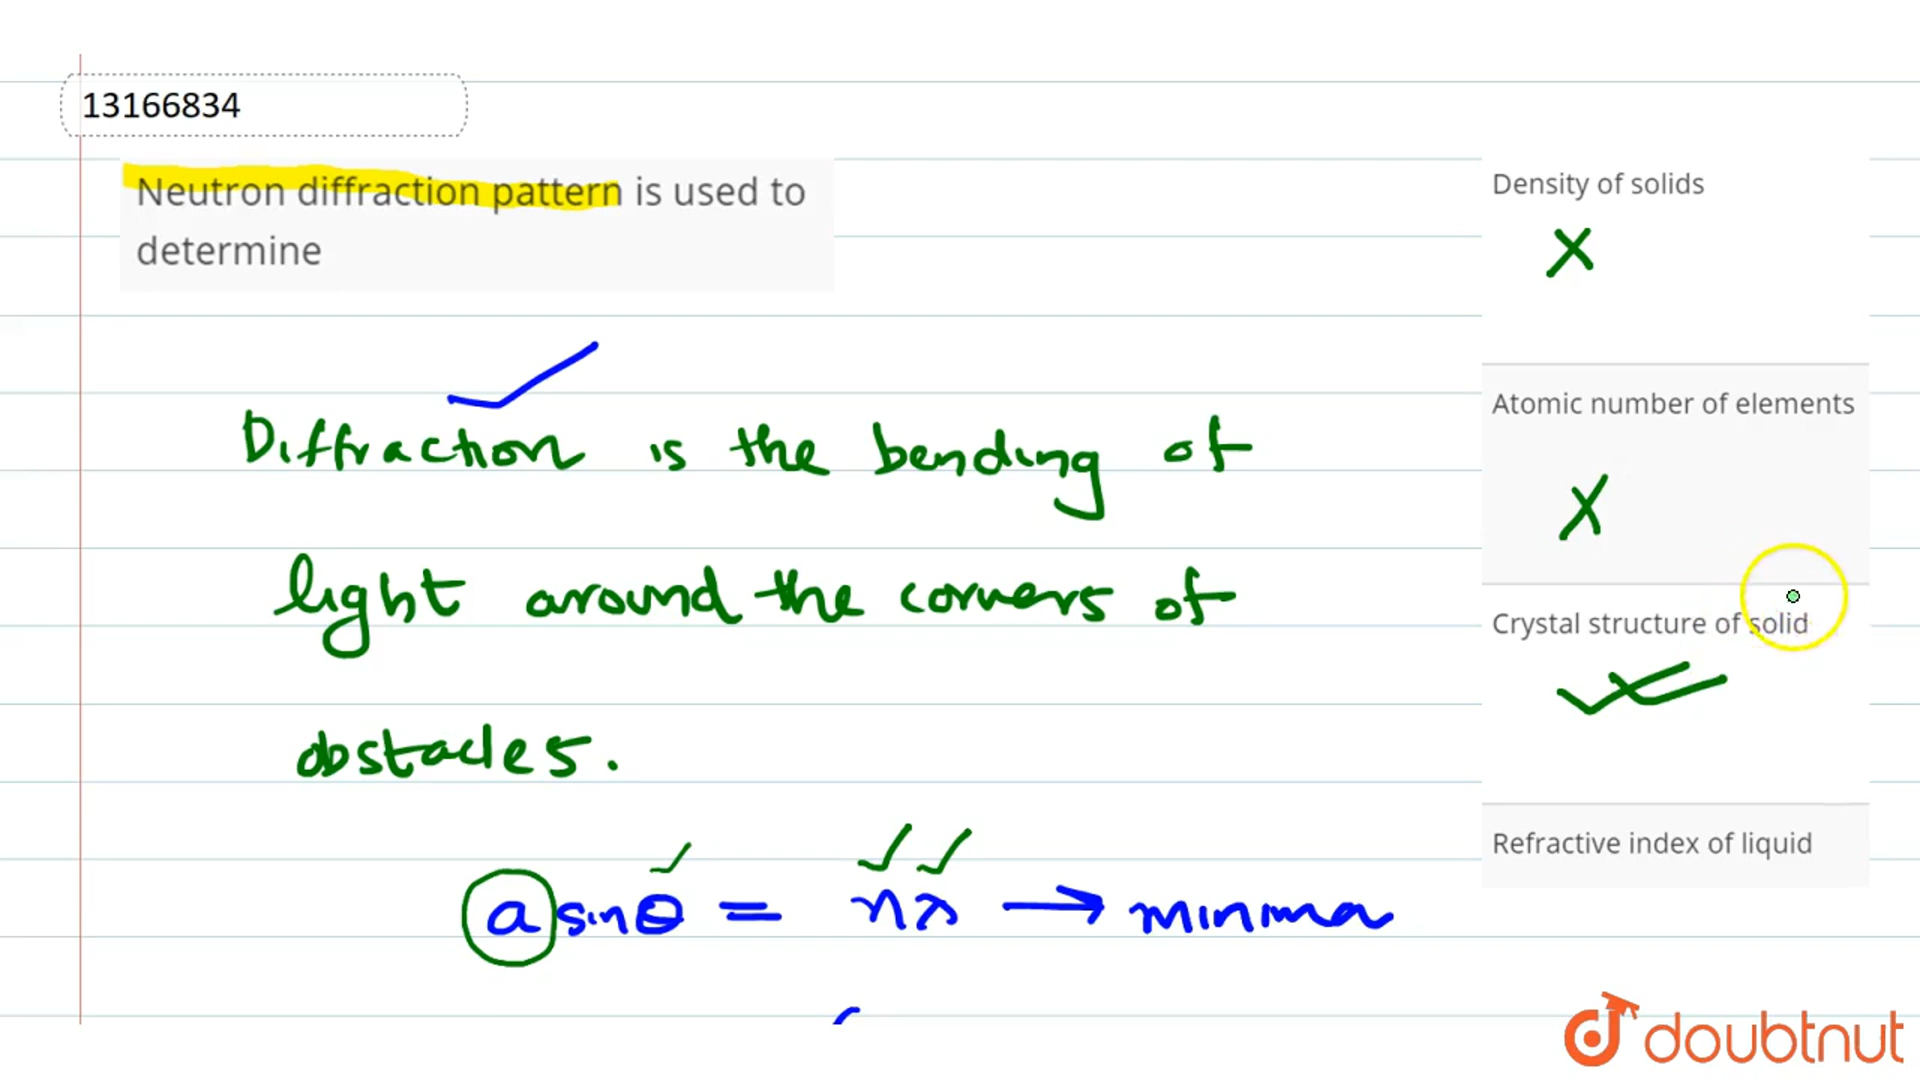 13166834
Neutron diffraction pattern is used to
determine
Diffraction is the bending of
light around the corners of
obstacles.
a sinθ = nλ → minima
Density of solids
X
Atomic number of elements
X
Crystal structure of solid
Refractive index of liquid
doubtnut